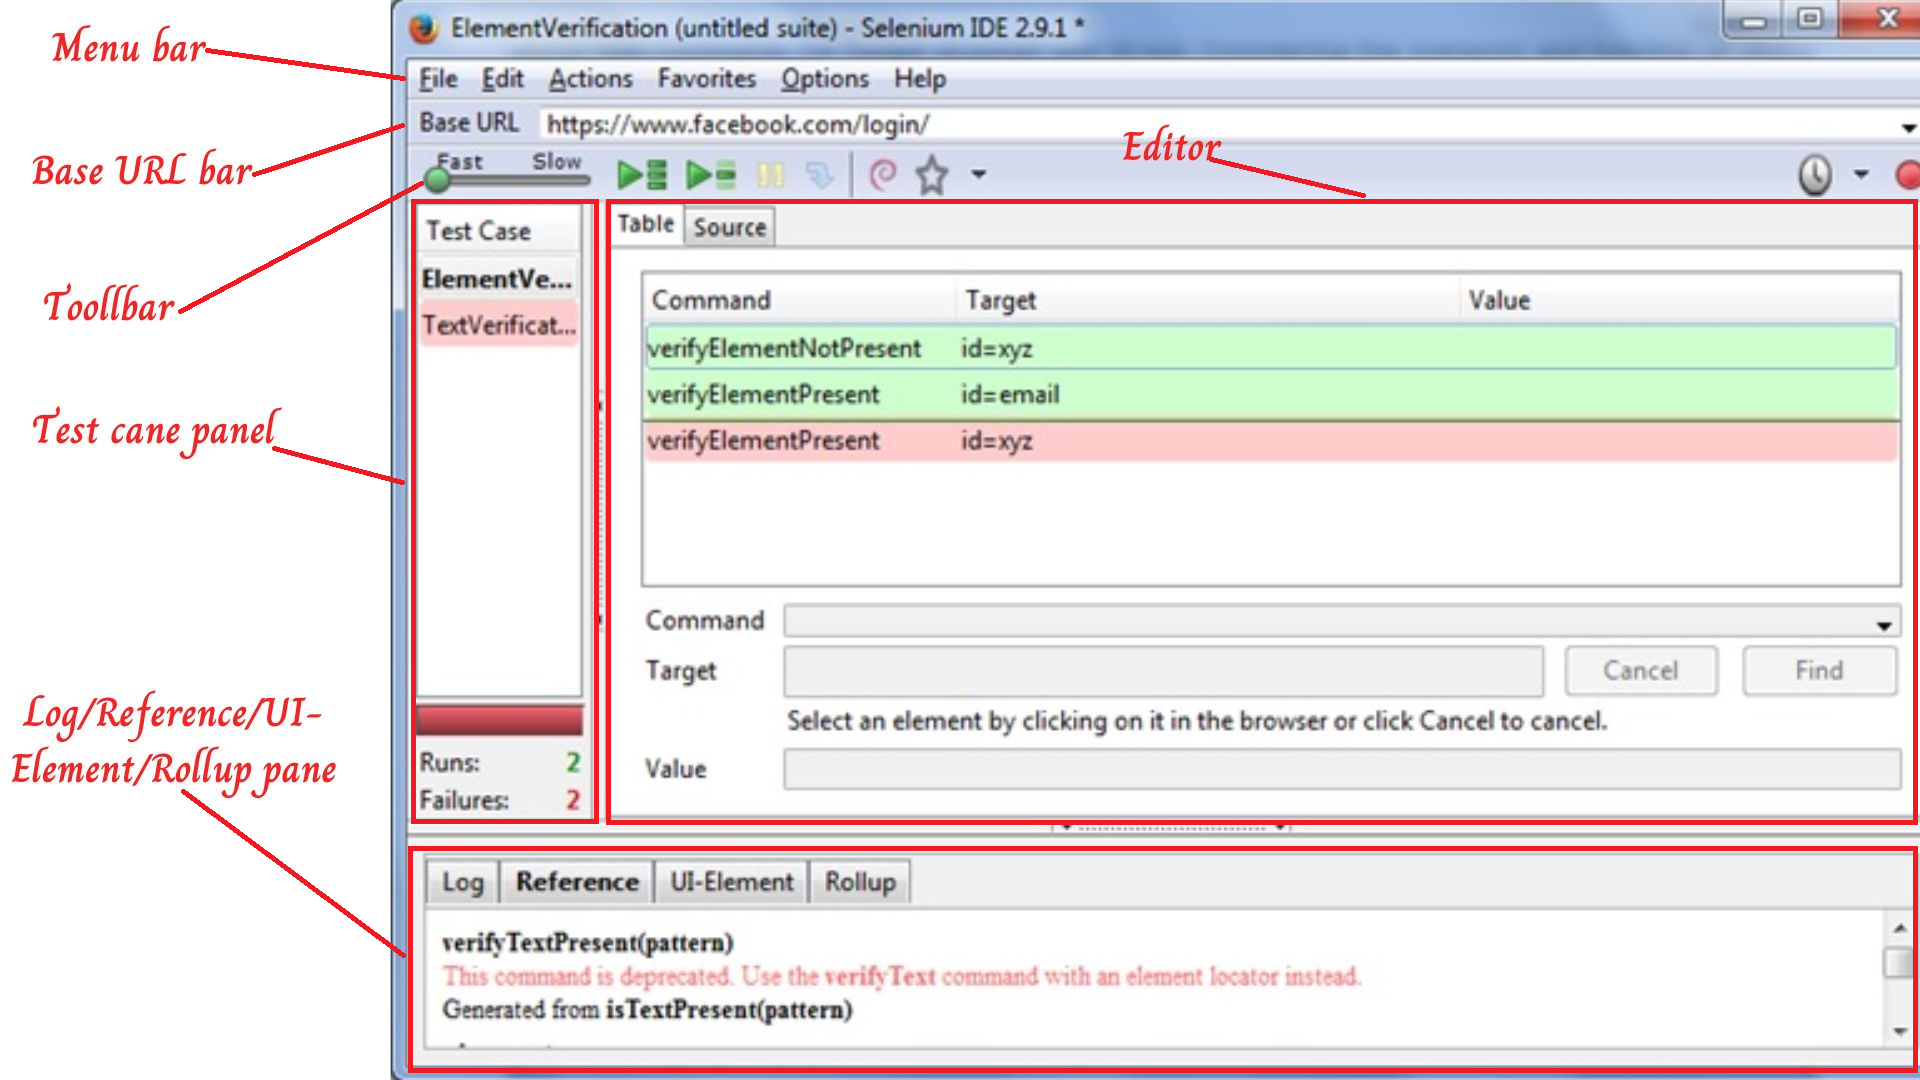 ElementVerification (untitled suite) - Selenium IDE 2.9.1 *
Menu bar
File Edit Actions Favorites Options Help
Base URL https://www.facebook.com/login/
Editor
Base URL bar
Fast Slow
Toollbar
Test Case
ElementVe...
TextVerificat...
Test cane panel
Runs: 2
Failures: 2
Table Source
Command Target Value
verifyElementNotPresent id=xyz
verifyElementPresent id=email
verifyElementPresent id=xyz
Command
Target Cancel Find
Select an element by clicking on it in the browser or click Cancel to cancel.
Value
Log/Reference/UI-
Element/Rollup pane
Log Reference UI-Element Rollup
verifyTextPresent(pattern)
This command is deprecated. Use the verifyText command with an element locator instead.
Generated from isTextPresent(pattern)